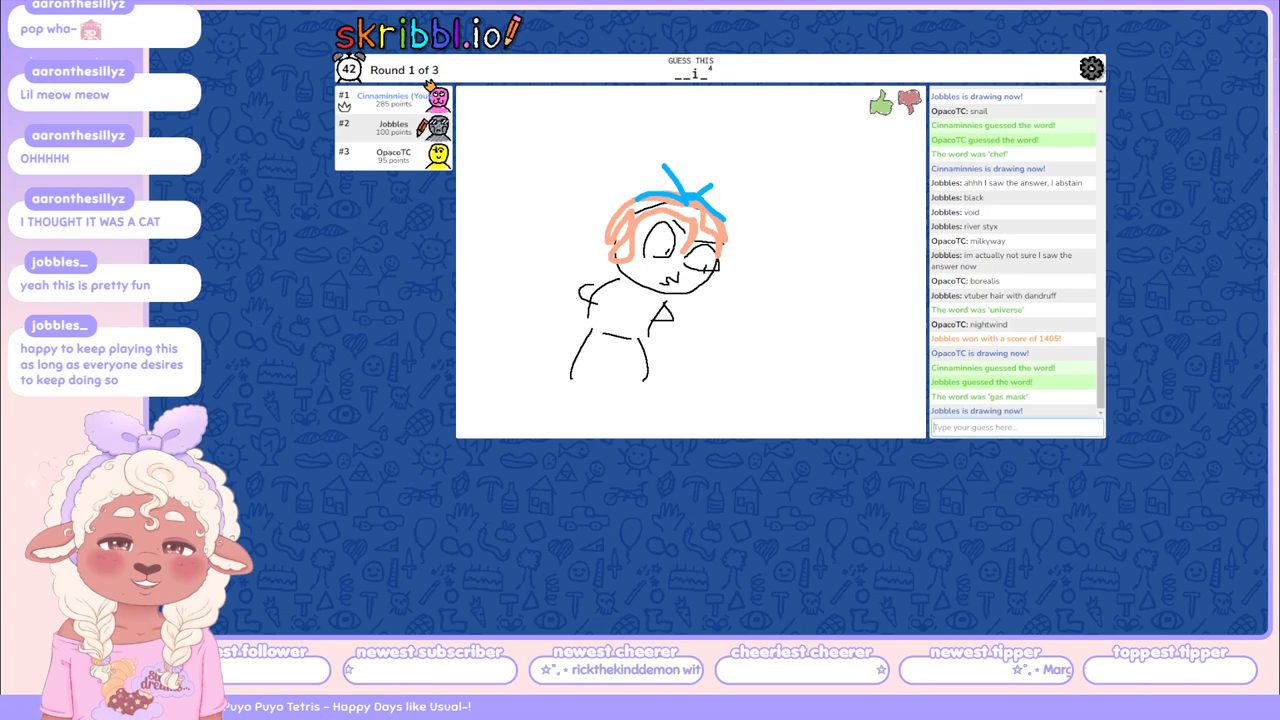 aaronthesillyz
pop wha-
aaronthesillyz
Lil meow meow
aaronthesillyz
OHHHHH
aaronthesillyz
I THOUGHT IT WAS A CAT
jobbles_
yeah this is pretty fun
jobbles_
happy to keep playing this
as long as everyone desires
to keep doing so
skribbl.io
42
Round 1 of 3
GUESS THIS
__i_ 4
#1
Cinnaminnies (You
285 points
#2
Jobbles
100 points
#3
OpacoTC
95 points
Jobbles is drawing now!
OpacoTC: snail
Cinnaminnies guessed the word!
OpacoTC guessed the word!
The word was 'chef'
Cinnaminnies is drawing now!
Jobbles: ahhh I saw the answer, I abstain
Jobbles: black
Jobbles: void
Jobbles: river styx
OpacoTC: milkyway
Jobbles: im actually not sure I saw the
answer now
OpacoTC: borealis
Jobbles: vtuber hair with dandruff
The word was 'universe'
OpacoTC: nightwind
Jobbles won with a score of 1405!
OpacoTC is drawing now!
Cinnaminnies guessed the word!
Jobbles guessed the word!
The word was 'gas mask'
Jobbles is drawing now!
Type your guess here...
est follower
newest subscriber
newest cheerer
rickthekinddemon wit
cheeriest cheerer
newest tipper
Marg
toppest tipper
Puyo Puyo Tetris - Happy Days like Usual~!